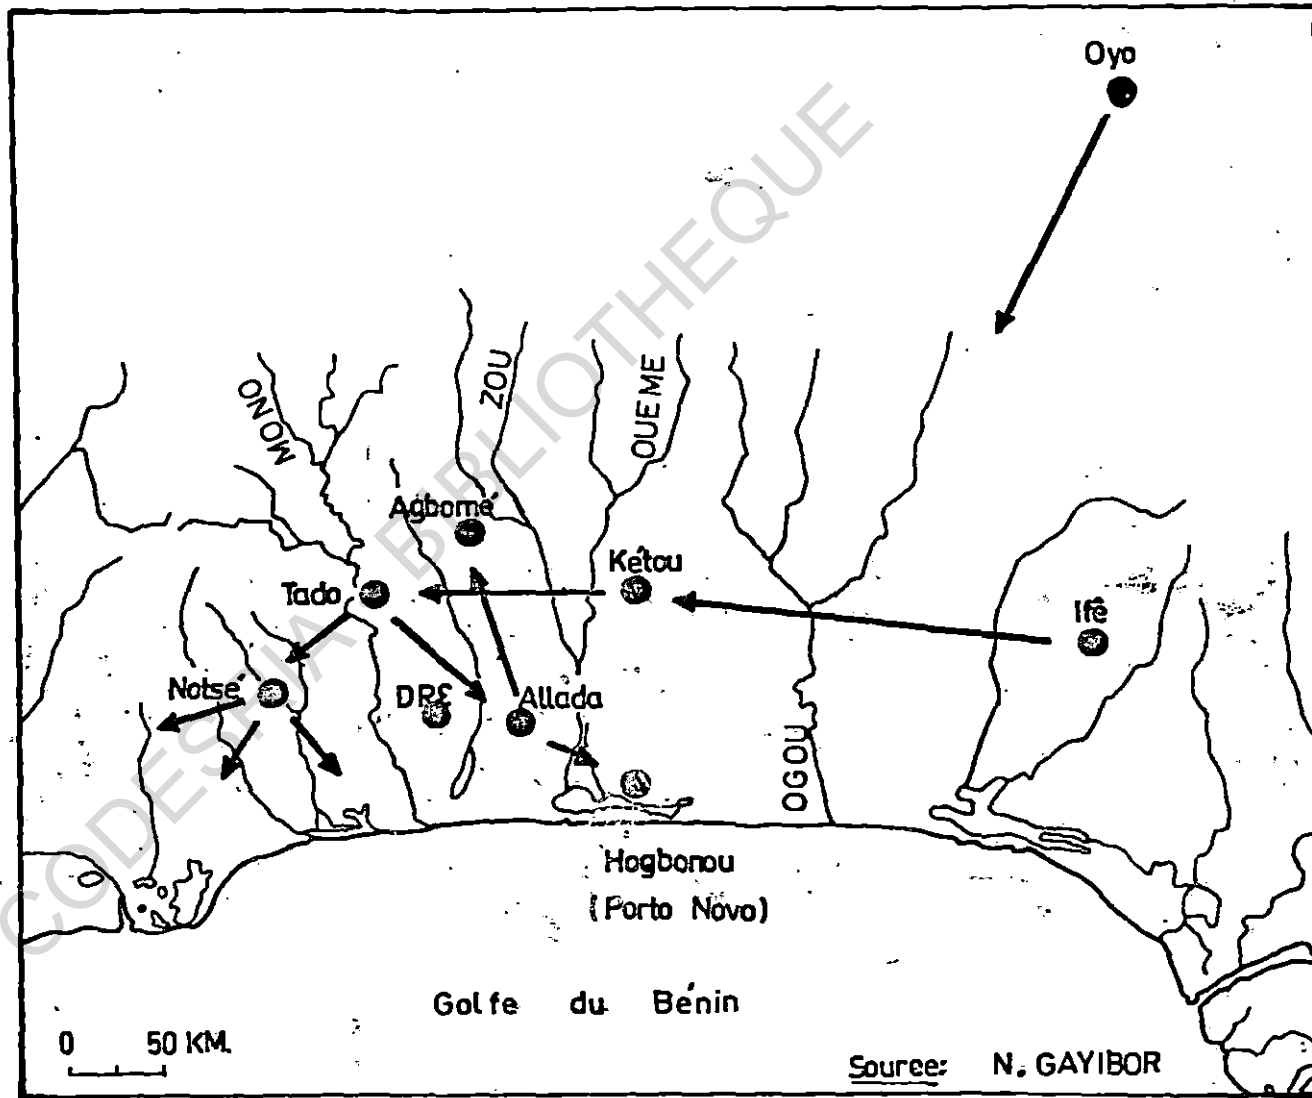 Oyo
MONO
ZOU
OUEME
Agbomé
Kétou
Tado
Ifê
Notsé
DRE
Allada
OGOU
Hogbonou
(Porto Novo)
Golfe du Bénin
0 50 KM.
Source: N. GAYIBOR
CODESRIA BIBLIOTHEQUE